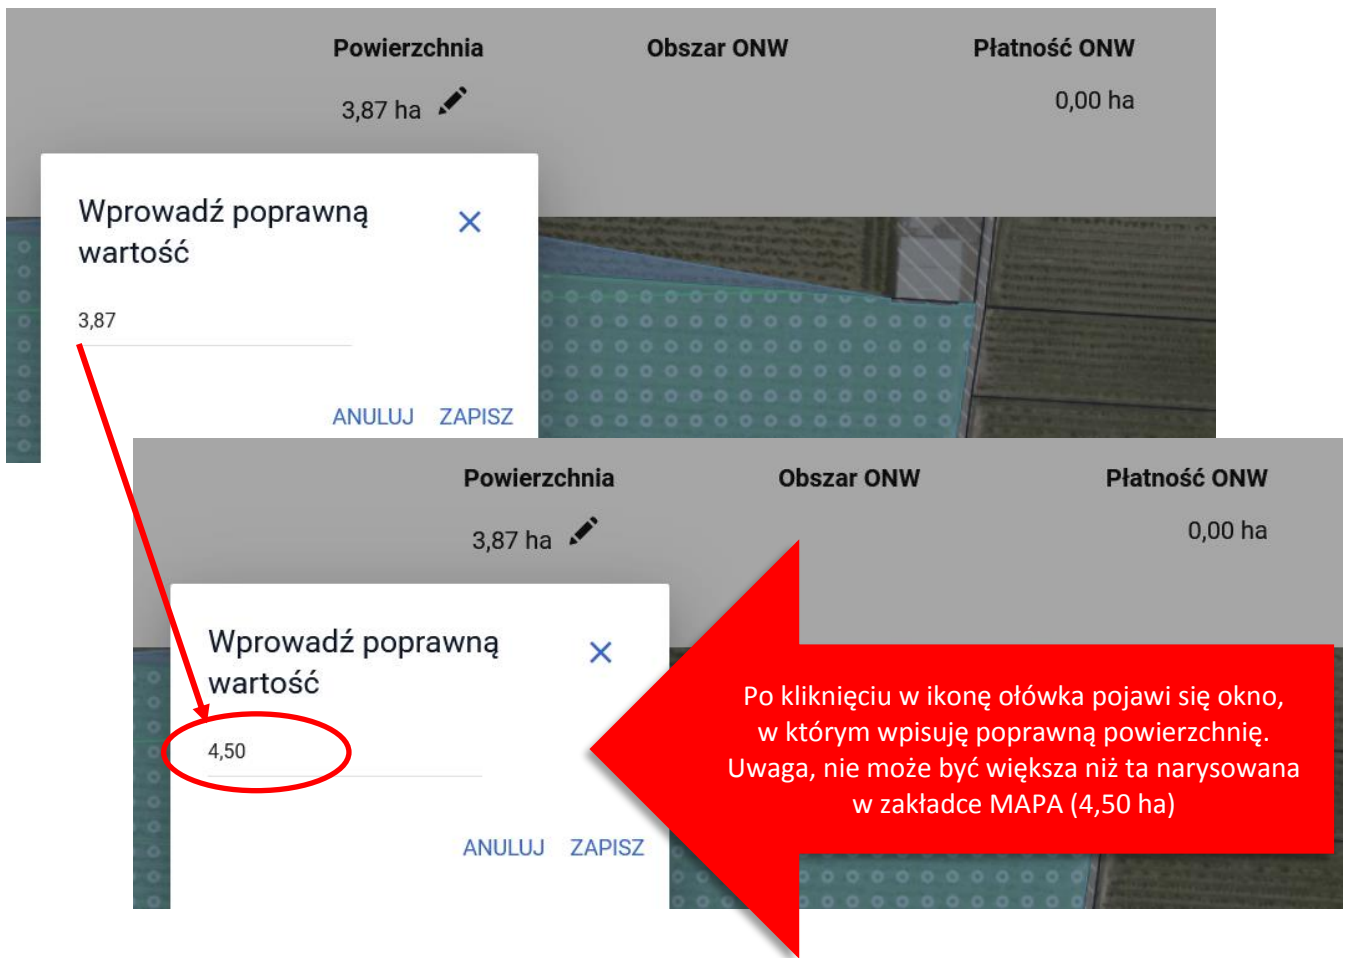 Powierzchnia Obszar ONW Płatność ONW
3,87 ha 0,00 ha
Wprowadź poprawną
wartość
3,87
ANULUJ ZAPISZ
Powierzchnia Obszar ONW Płatność ONW
3,87 ha 0,00 ha
Wprowadź poprawną
wartość
4,50
ANULUJ ZAPISZ
Po kliknięciu w ikonę ołówka pojawi się okno,
w którym wpisuję poprawną powierzchnię.
Uwaga, nie może być większa niż ta narysowana
w zakładce MAPA (4,50 ha)